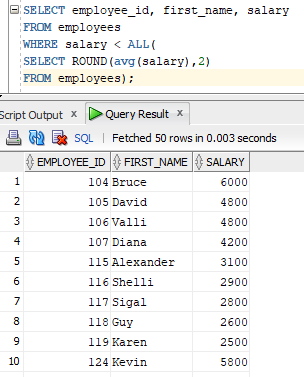 SELECT employee_id, first_name, salary
FROM employees
WHERE salary < ALL(
SELECT ROUND(avg(salary),2)
FROM employees);
Script Output × Query Result ×
SQL | Fetched 50 rows in 0.003 seconds
EMPLOYEE_ID FIRST_NAME SALARY
1 104 Bruce 6000
2 105 David 4800
3 106 Valli 4800
4 107 Diana 4200
5 115 Alexander 3100
6 116 Shelli 2900
7 117 Sigal 2800
8 118 Guy 2600
9 119 Karen 2500
10 124 Kevin 5800